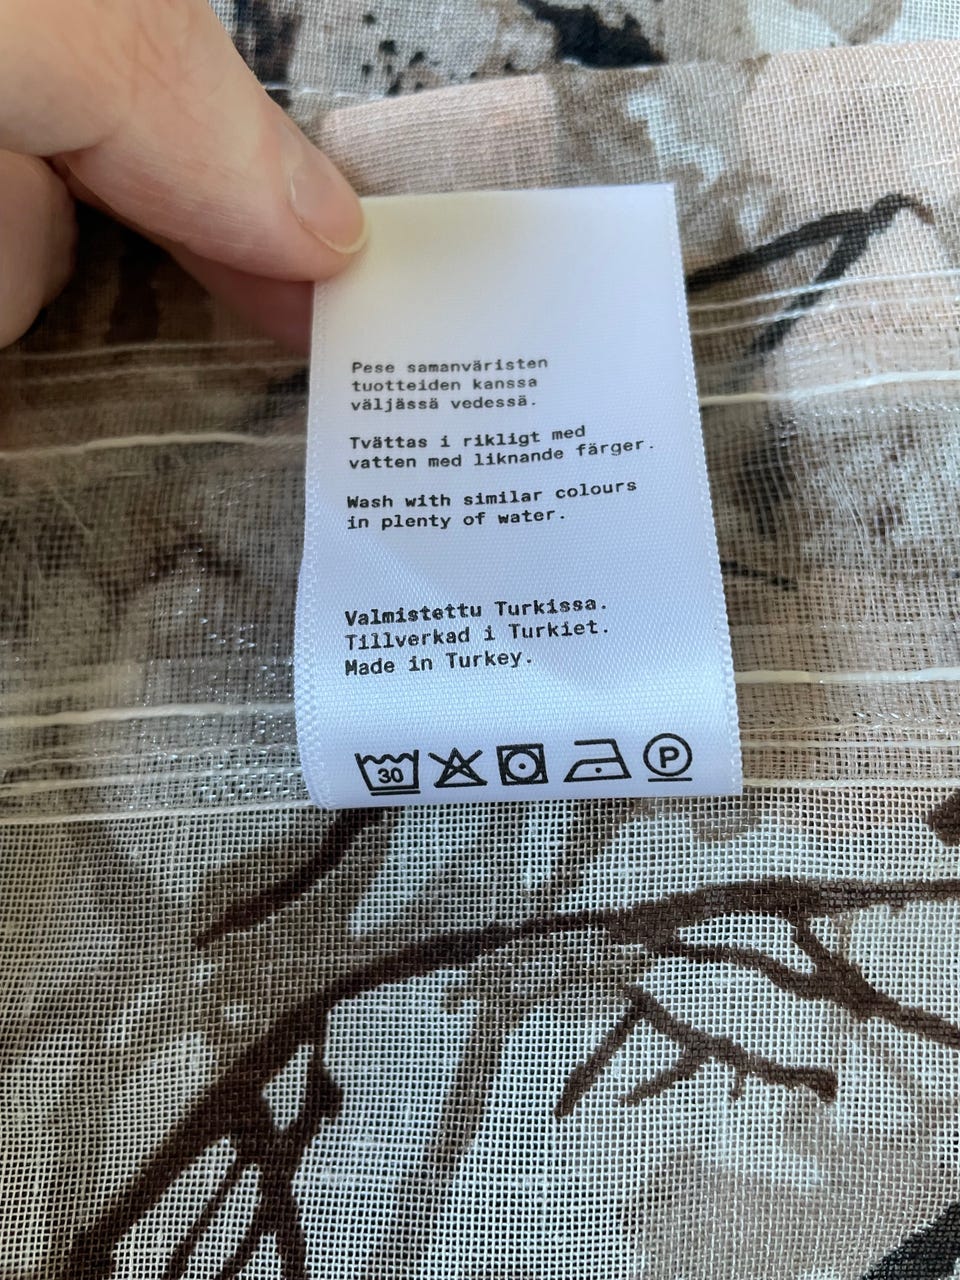 Pese samanväristen
tuotteiden kanssa
väljässä vedessä.
Tvättas i rikligt med
vatten med liknande färger.
Wash with similar colours
in plenty of water.
Valmistettu Turkissa.
Tillverkad i Turkiet.
Made in Turkey.
30 P